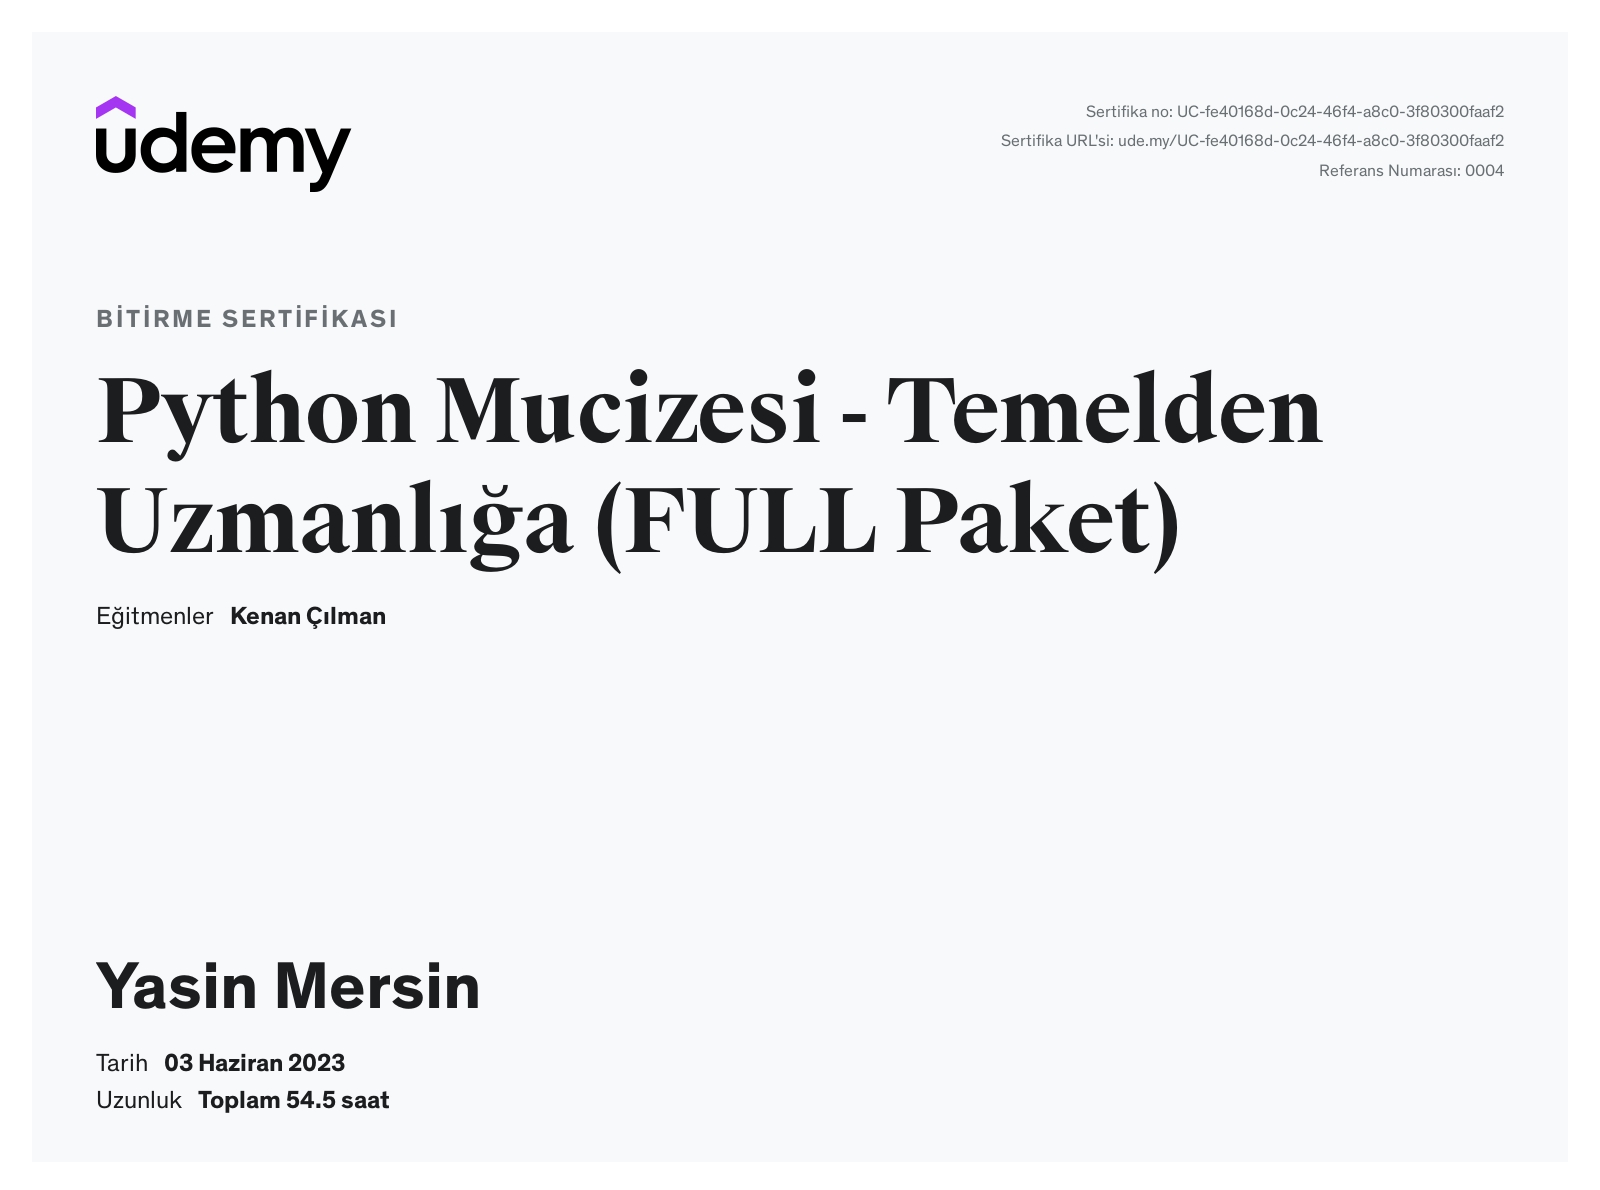 udemy
Sertifika no: UC-fe40168d-0c24-46f4-a8c0-3f80300faaf2
Sertifika URL'si: ude.my/UC-fe40168d-0c24-46f4-a8c0-3f80300faaf2
Referans Numarası: 0004
BİTİRME SERTİFİKASI
Python Mucizesi - Temelden
Uzmanlığa (FULL Paket)
Eğitmenler Kenan Çılman
Yasin Mersin
Tarih 03 Haziran 2023
Uzunluk Toplam 54.5 saat